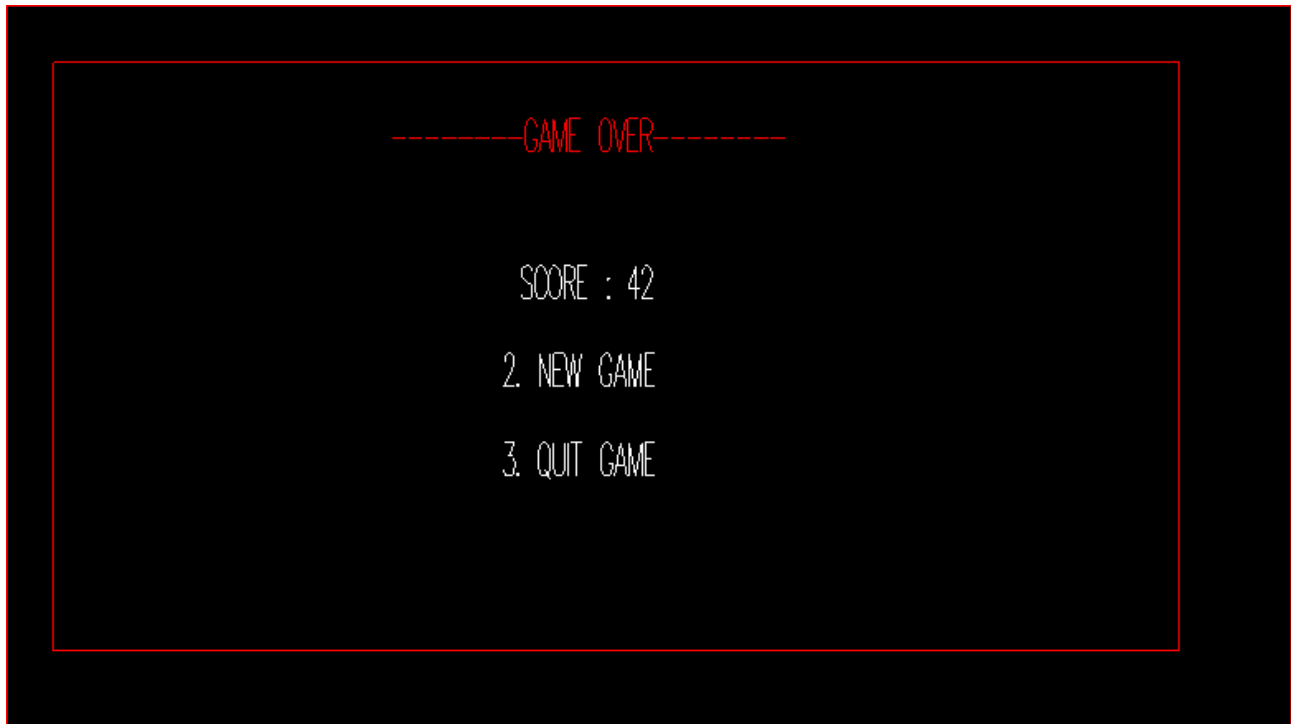 --------GAME OVER--------
SCORE : 42
2. NEW GAME
3. QUIT GAME